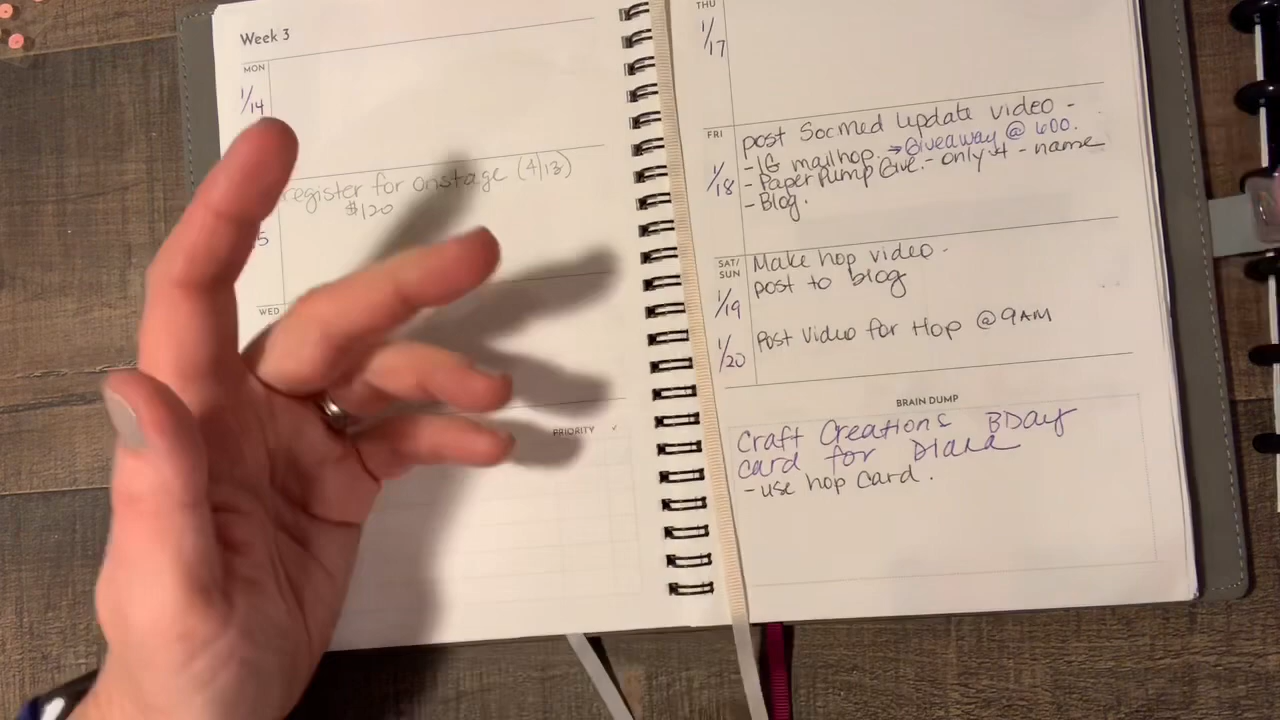 Week 3
MON
1/14
register for onstage (4/13)
$120
5
WED
PRIORITY ✓
THU
1/17
FRI
1/18
post Socmed update video -
- IG mailhop. → Giveaway @ 600.
- Paper Pump Give. - only 4 - name
- Blog.
SAT/
SUN
1/19
Make hop video -
post to blog
1/20
Post video for Hop @ 9AM
BRAIN DUMP
Craft Creations BDay
card for Diana
- use hop card.